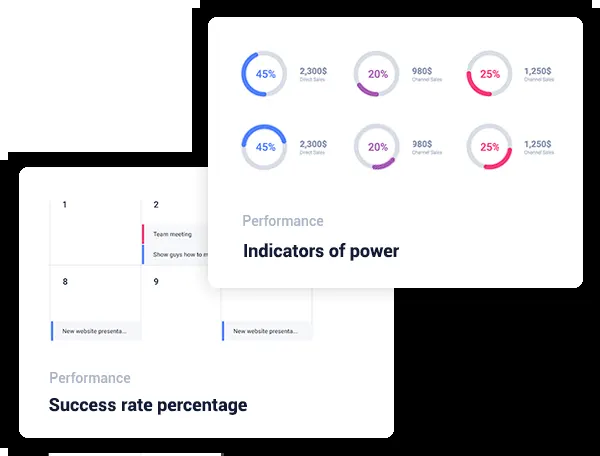 45%
2,300$
Direct Sales
20%
980$
Channel Sales
25%
1,250$
Channel Sales
45%
2,300$
Direct Sales
20%
980$
Channel Sales
25%
1,250$
Channel Sales
Performance
Indicators of power
1
2
Team meeting
Show guys how to m
8
9
New website presenta...
New website presenta...
Performance
Success rate percentage